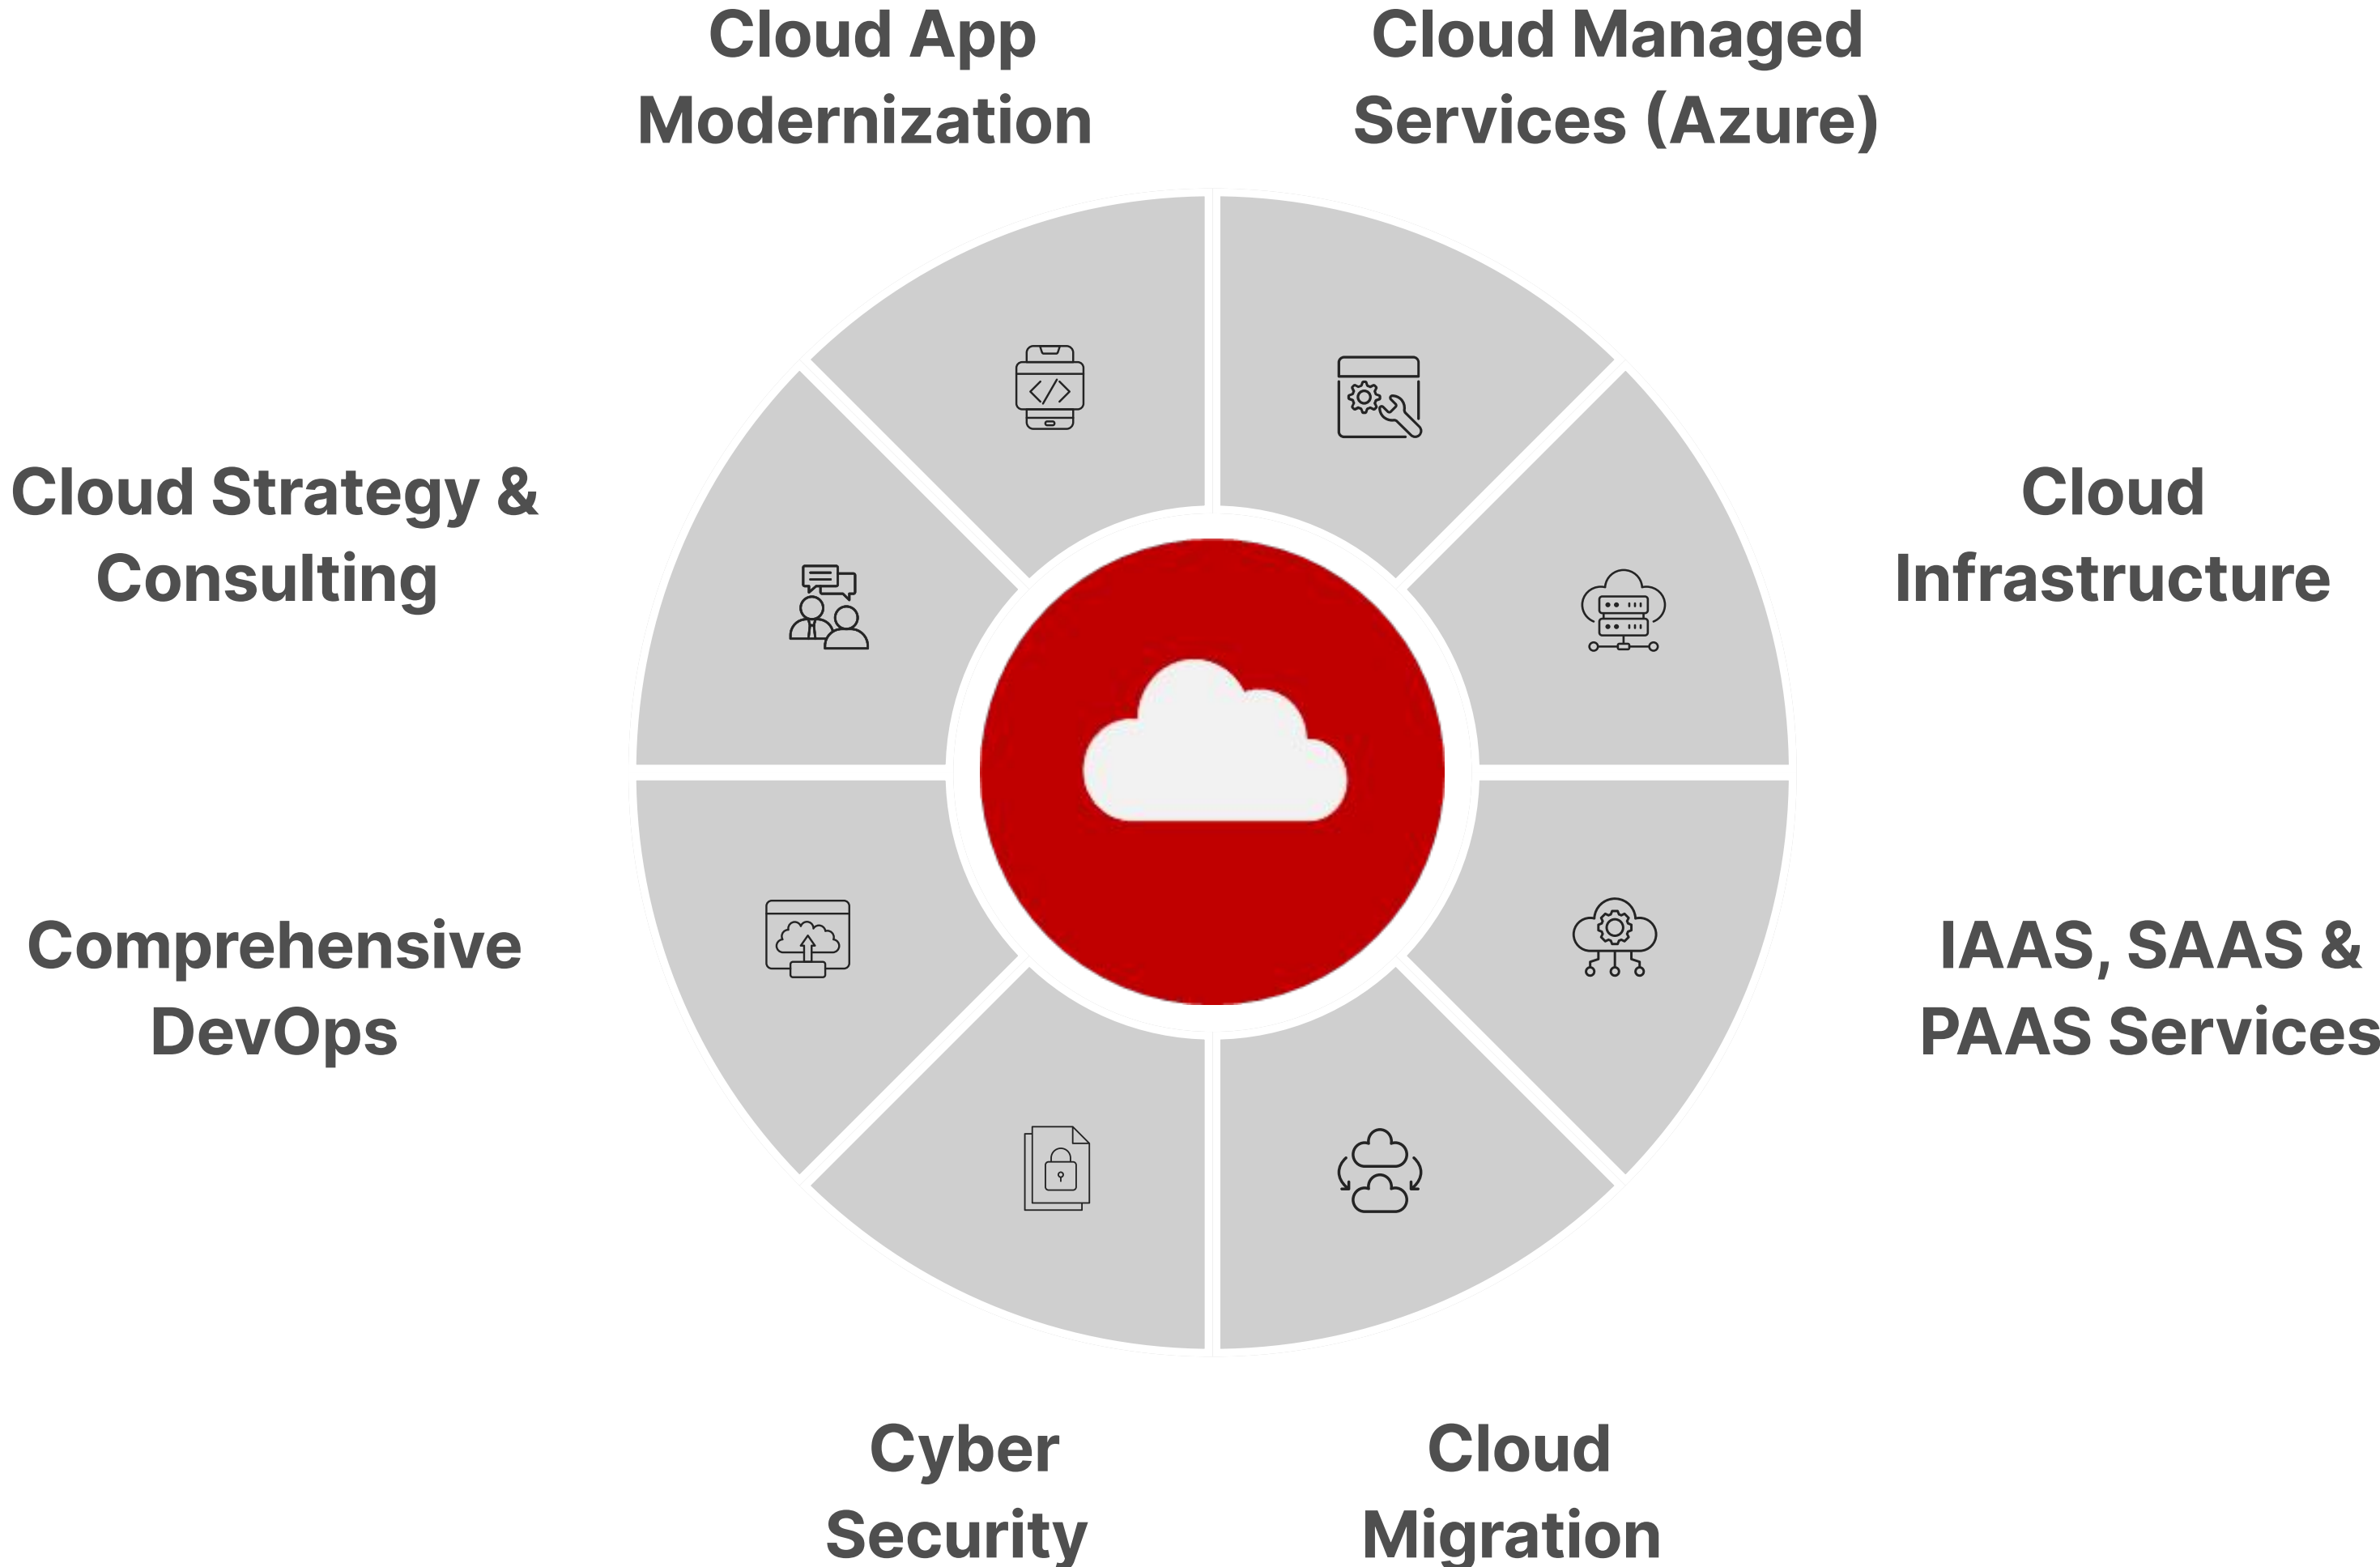 Cloud App
Modernization
Cloud Managed
Services (Azure)
Cloud Strategy &
Consulting
Cloud
Infrastructure
Comprehensive
DevOps
IAAS, SAAS &
PAAS Services
Cyber
Security
Cloud
Migration